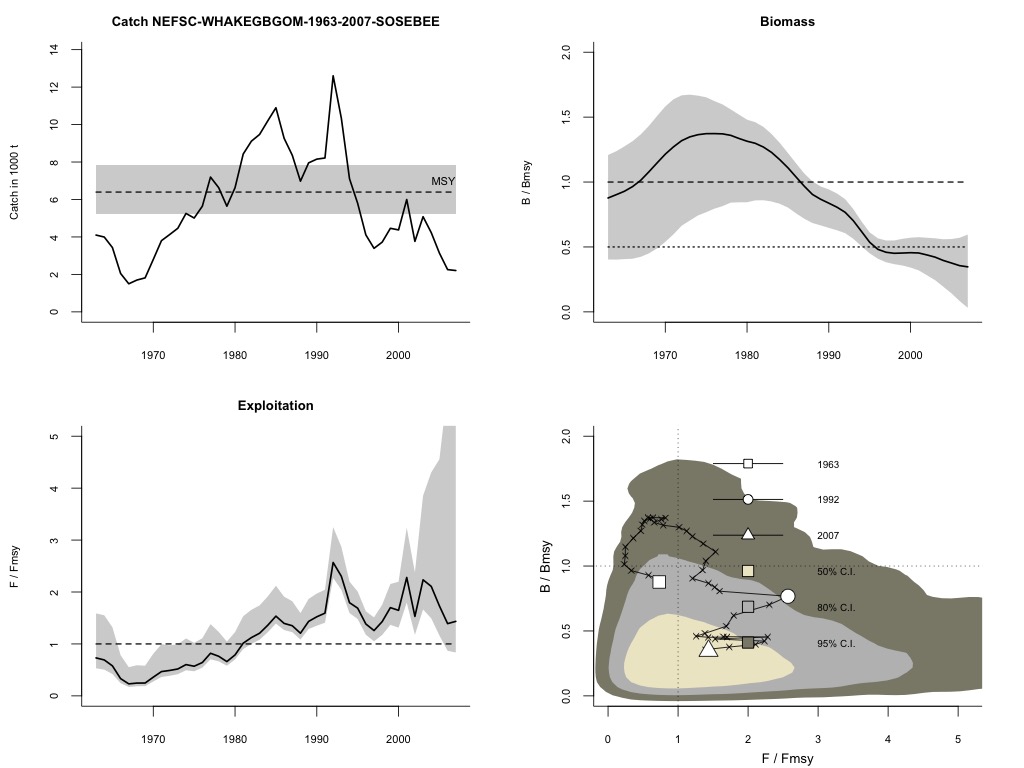 Catch NEFSC-WHAKEGBGOM-1963-2007-SOSEBEE
Catch in 1000 t
14
12
10
8
6
4
2
0
MSY
1970 1980 1990 2000
Biomass
B / Bmsy
2.0
1.5
1.0
0.5
0.0
1970 1980 1990 2000
Exploitation
F / Fmsy
5
4
3
2
1
0
1970 1980 1990 2000
B / Bmsy
2.0
1.5
1.0
0.5
0.0
1963
1992
2007
50% C.I.
80% C.I.
95% C.I.
0 1 2 3 4 5
F / Fmsy